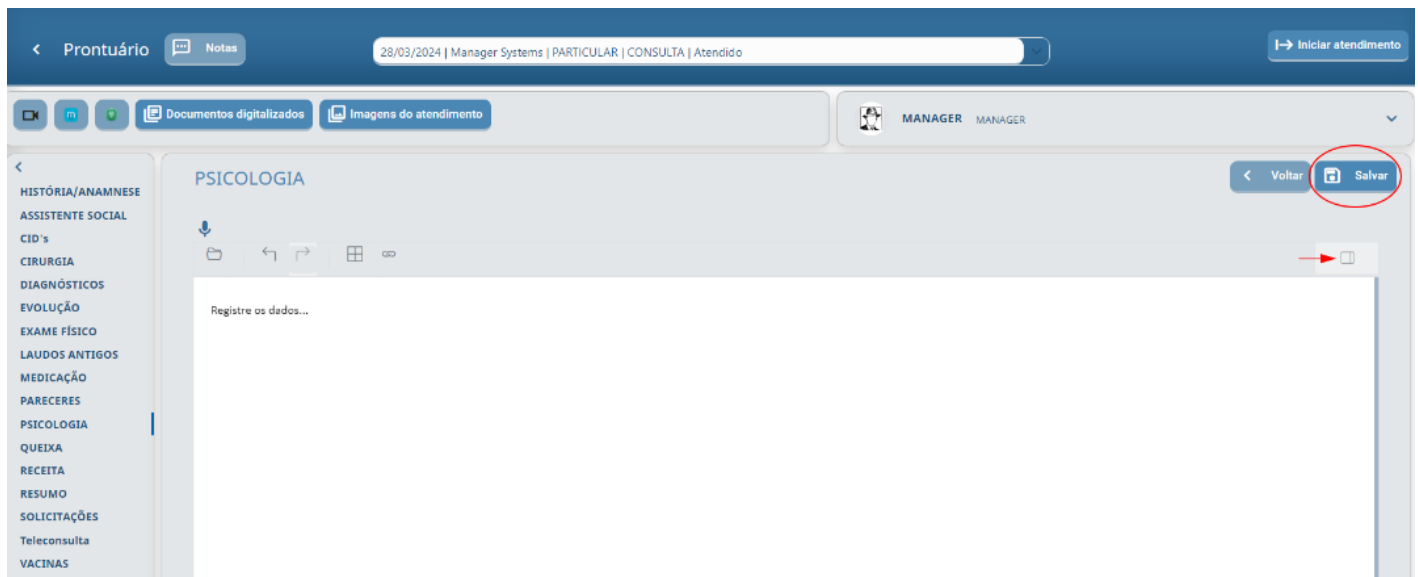 Prontuário
Notas
28/03/2024 | Manager Systems | PARTICULAR | CONSULTA | Atendido
Iniciar atendimento
m
Documentos digitalizados
Imagens do atendimento
MANAGER MANAGER
HISTÓRIA/ANAMNESE
ASSISTENTE SOCIAL
CID's
CIRURGIA
DIAGNÓSTICOS
EVOLUÇÃO
EXAME FÍSICO
LAUDOS ANTIGOS
MEDICAÇÃO
PARECERES
PSICOLOGIA
QUEIXA
RECEITA
RESUMO
SOLICITAÇÕES
Teleconsulta
VACINAS
PSICOLOGIA
Voltar
Salvar
Registre os dados...